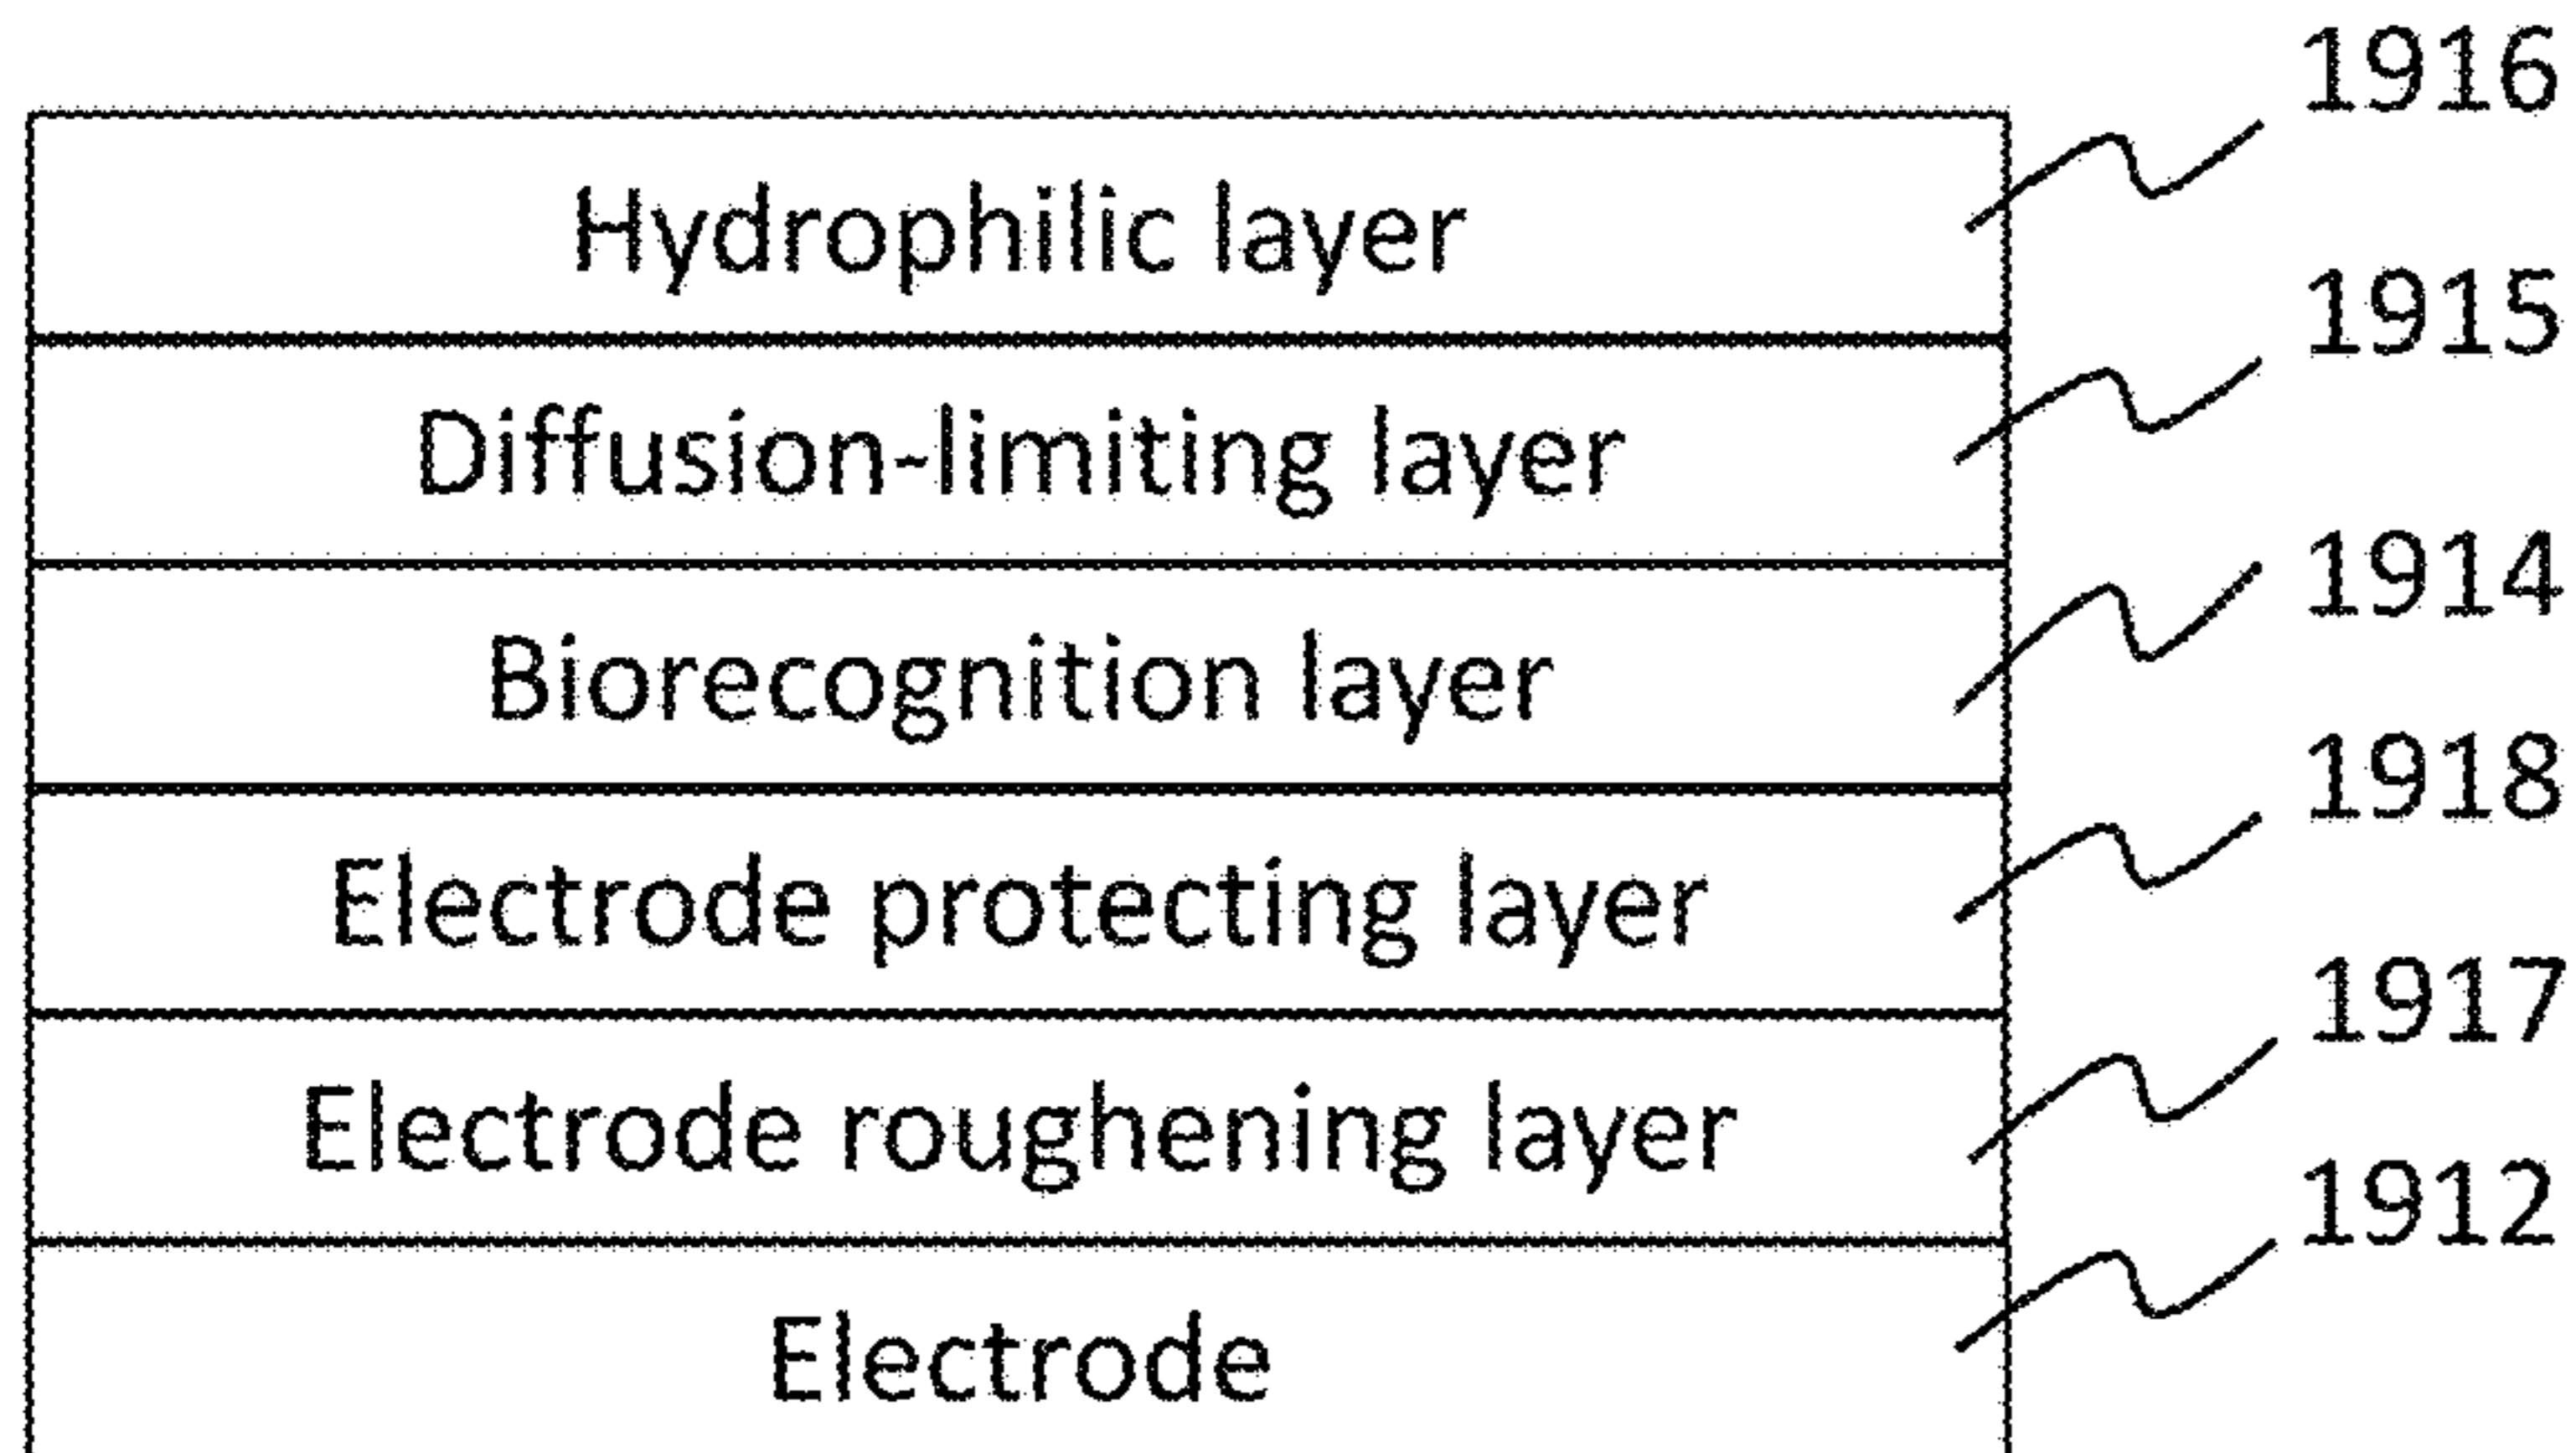 1916
Hydrophilic layer
1915
Diffusion-limiting layer
1914
Biorecognition layer
1918
Electrode protecting layer
1917
Electrode roughening layer
1912
Electrode